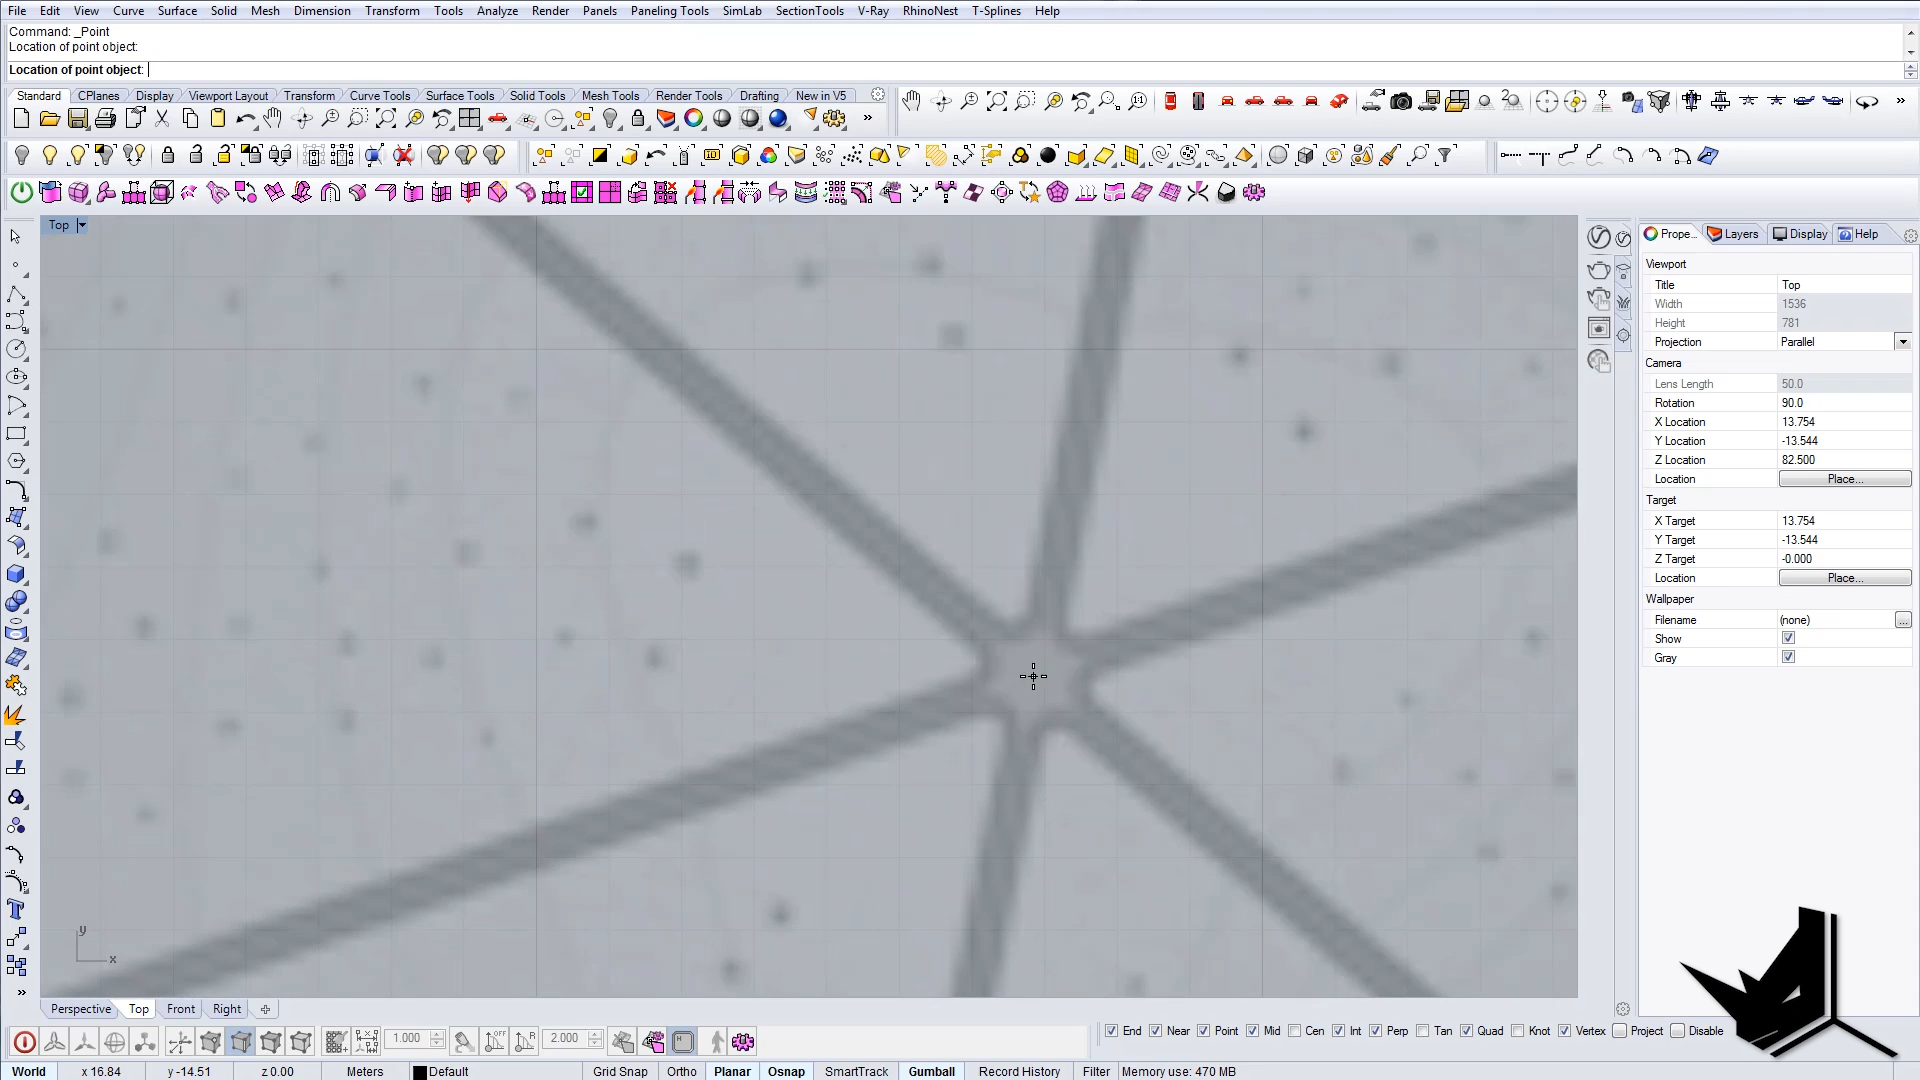 File Edit View Curve Surface Solid Mesh Dimension Transform Tools Analyze Render Panels Paneling Tools SimLab SectionTools V-Ray RhinoNest T-Splines Help
Command: _Point
Location of point object:
Location of point object:
Standard CPlanes Display Viewport Layout Transform Curve Tools Surface Tools Solid Tools Mesh Tools Render Tools Drafting New in V5
Top
Prope... Layers Display Help
Viewport
Title Top
Width 1536
Height 781
Projection Parallel
Camera
Lens Length 50.0
Rotation 90.0
X Location 13.754
Y Location -13.544
Z Location 82.500
Location Place...
Target
X Target 13.754
Y Target -13.544
Z Target -0.000
Location Place...
Wallpaper
Filename (none) ...
Show
Gray
y
x
Perspective Top Front Right
1.000 OFF R 2.000 H
End Near Point Mid Cen Int Perp Tan Quad Knot Vertex Project Disable
World x 16.84 y -14.51 z 0.00 Meters Default Grid Snap Ortho Planar Osnap SmartTrack Gumball Record History Filter Memory use: 470 MB